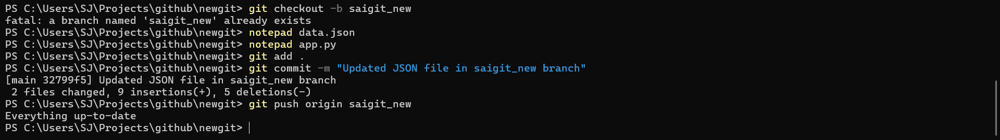 PS C:\Users\SJ\Projects\github\newgit> git checkout -b saigit_new
fatal: a branch named 'saigit_new' already exists
PS C:\Users\SJ\Projects\github\newgit> notepad data.json
PS C:\Users\SJ\Projects\github\newgit> notepad app.py
PS C:\Users\SJ\Projects\github\newgit> git add .
PS C:\Users\SJ\Projects\github\newgit> git commit -m "Updated JSON file in saigit_new branch"
[main 32799f5] Updated JSON file in saigit_new branch
 2 files changed, 9 insertions(+), 5 deletions(-)
PS C:\Users\SJ\Projects\github\newgit> git push origin saigit_new
Everything up-to-date
PS C:\Users\SJ\Projects\github\newgit>